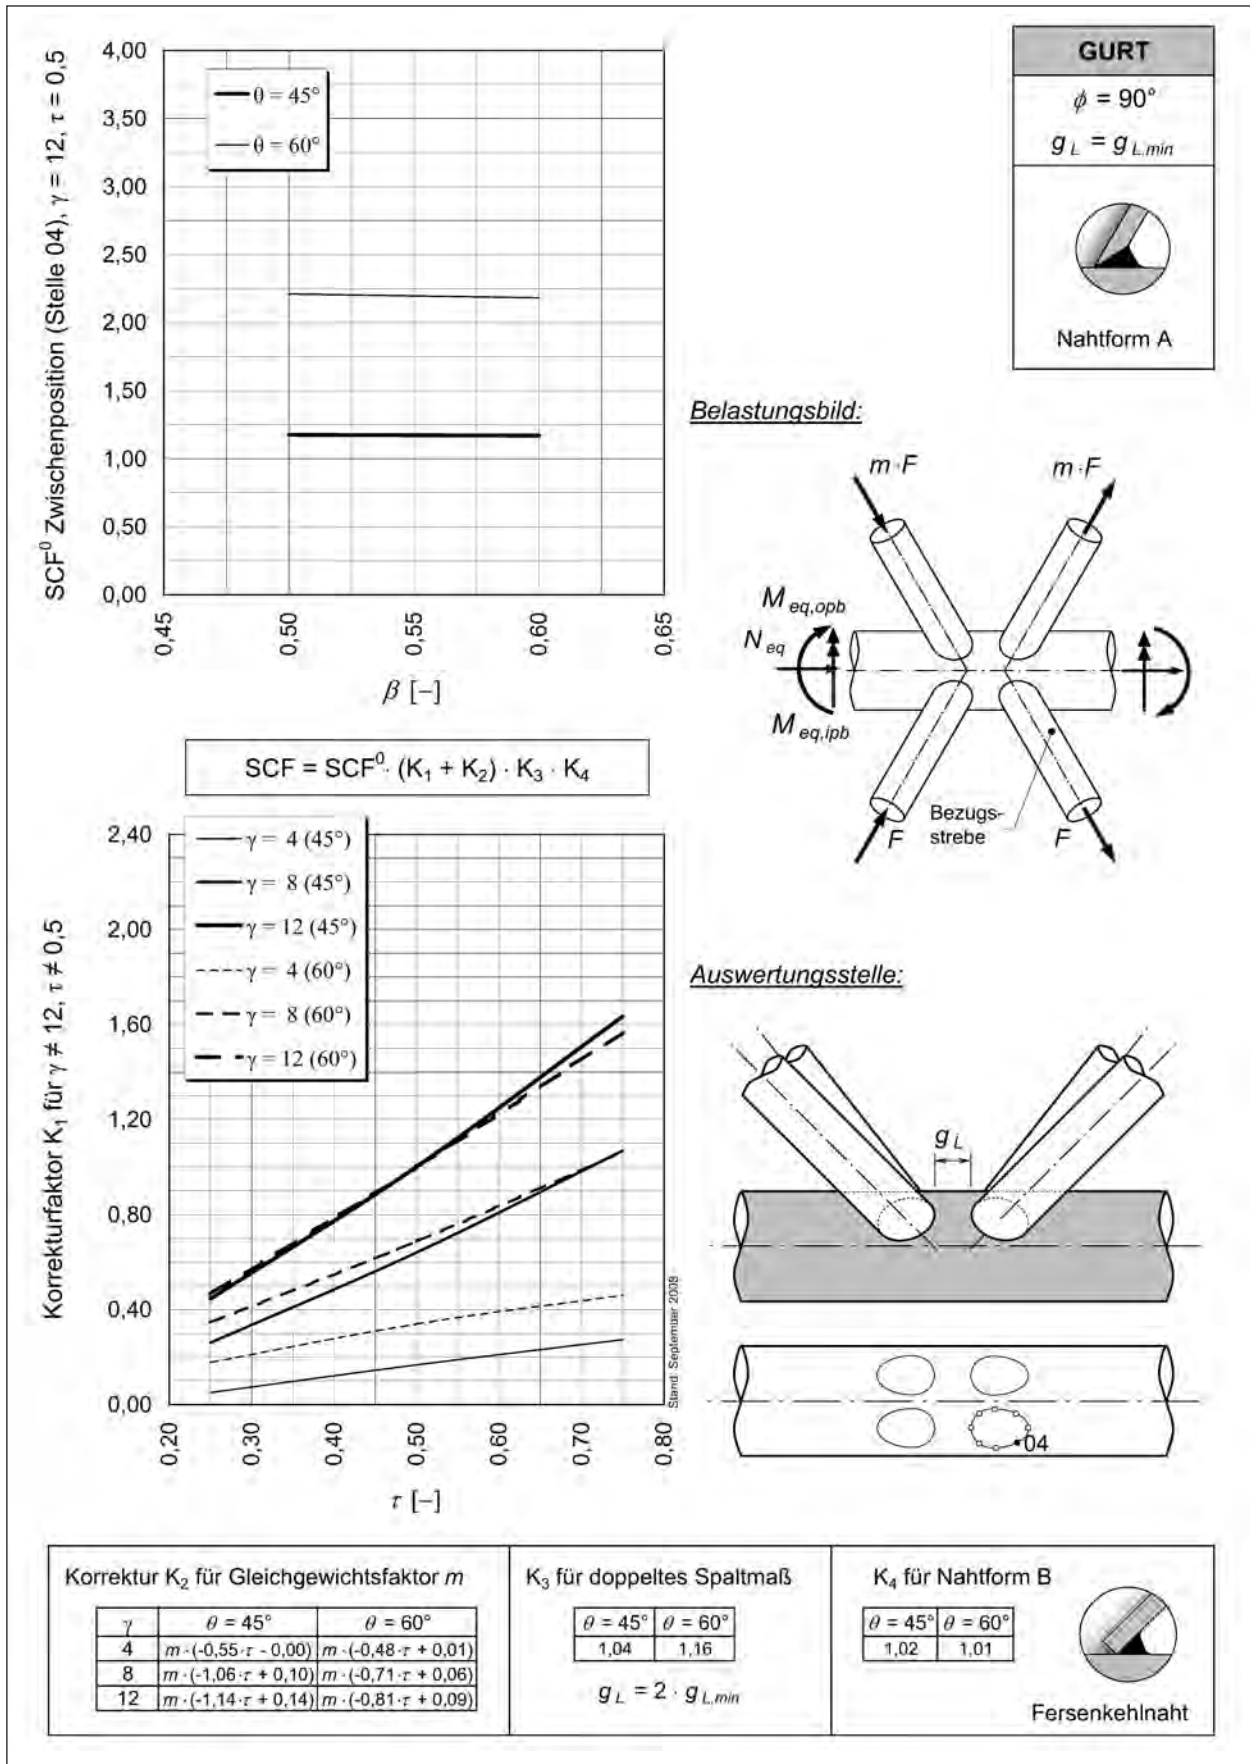 SCF⁰ Zwischenposition (Stelle 04), γ = 12, τ = 0,5
4,00
3,50
3,00
2,50
2,00
1,50
1,00
0,50
0,00
θ = 45°
θ = 60°
0,45
0,50
0,55
0,60
0,65
β [−]
GURT
ϕ = 90°
g L = g L,min
Nahtform A
Belastungsbild:
m·F
m·F
M eq,opb
N eq
M eq,ipb
Bezugs-
strebe
F
F
SCF = SCF⁰ · (K₁ + K₂) · K₃ · K₄
Korrekturfaktor K₁ für γ ≠ 12, τ ≠ 0,5
2,40
2,00
1,60
1,20
0,80
0,40
0,00
γ = 4 (45°)
γ = 8 (45°)
γ = 12 (45°)
γ = 4 (60°)
γ = 8 (60°)
γ = 12 (60°)
0,20
0,30
0,40
0,50
0,60
0,70
0,80
τ [−]
Stand: September 2008
Auswertungsstelle:
g L
04
Korrektur K₂ für Gleichgewichtsfaktor m
γ θ = 45° θ = 60°
4 m·(-0,55·τ - 0,00) m·(-0,48·τ + 0,01)
8 m·(-1,06·τ + 0,10) m·(-0,71·τ + 0,06)
12 m·(-1,14·τ + 0,14) m·(-0,81·τ + 0,09)
K₃ für doppeltes Spaltmaß
θ = 45° θ = 60°
1,04 1,16
g L = 2 · g L,min
K₄ für Nahtform B
θ = 45° θ = 60°
1,02 1,01
Fersenkehlnaht